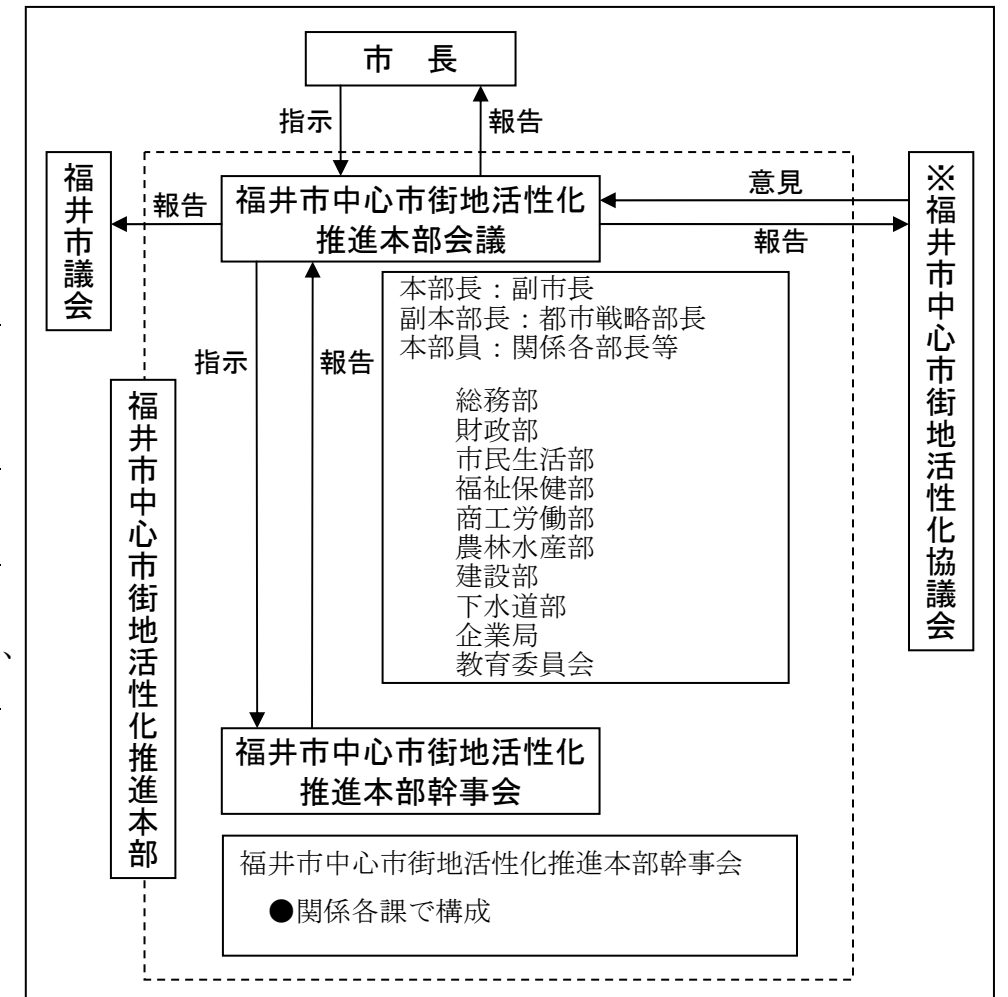 市 長
指示
報告
福井市議会
報告
福井市中心市街地活性化
推進本部会議
意見
報告
※福井市中心市街地活性化協議会
本部長：副市長
副本部長：都市戦略部長
本部員：関係各部長等
総務部
財政部
市民生活部
福祉保健部
商工労働部
農林水産部
建設部
下水道部
企業局
教育委員会
指示
報告
福井市中心市街地活性化推進本部
福井市中心市街地活性化
推進本部幹事会
福井市中心市街地活性化推進本部幹事会
●関係各課で構成
、